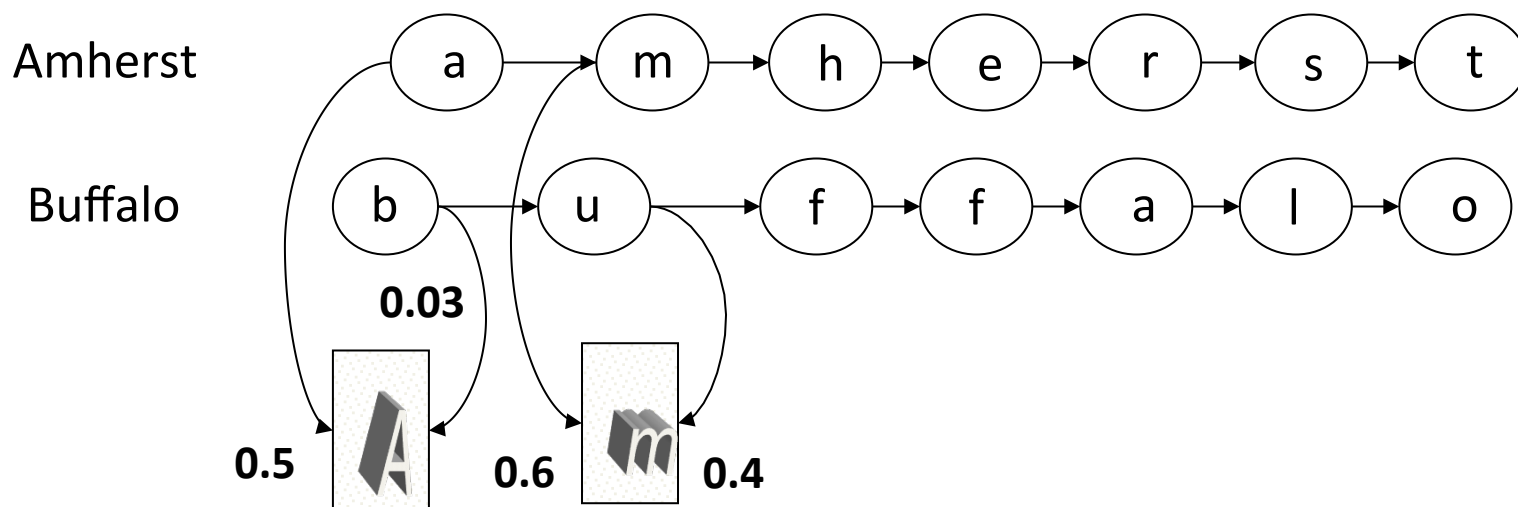 Amherst a m h e r s t
Buffalo b u f f a l o
0.03
A m
0.5 0.6 0.4